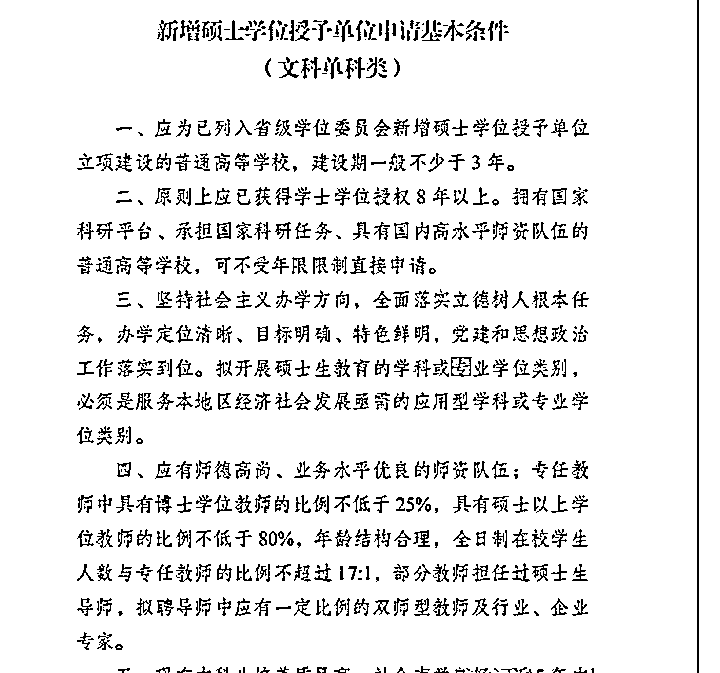 新增硕士学位授予单位申请基本条件
（文科单科类）
一、应为已列入省级学位委员会新增硕士学位授予单位
立项建设的普通高等学校，建设期一般不少于 3 年。
二、原则上应已获得学士学位授权 8 年以上。拥有国家
科研平台、承担国家科研任务、具有国内高水平师资队伍的
普通高等学校，可不受年限限制直接申请。
三、坚持社会主义办学方向，全面落实立德树人根本任
务，办学定位清晰、目标明确、特色鲜明，党建和思想政治
工作落实到位。拟开展硕士生教育的学科或专业学位类别，
必须是服务本地区经济社会发展亟需的应用型学科或专业学
位类别。
四、应有师德高尚、业务水平优良的师资队伍；专任教
师中具有博士学位教师的比例不低于 25%，具有硕士以上学
位教师的比例不低于 80%，年龄结构合理，全日制在校学生
人数与专任教师的比例不超过 17:1，部分教师担任过硕士生
导师，拟聘导师中应有一定比例的双师型教师及行业、企业
专家。